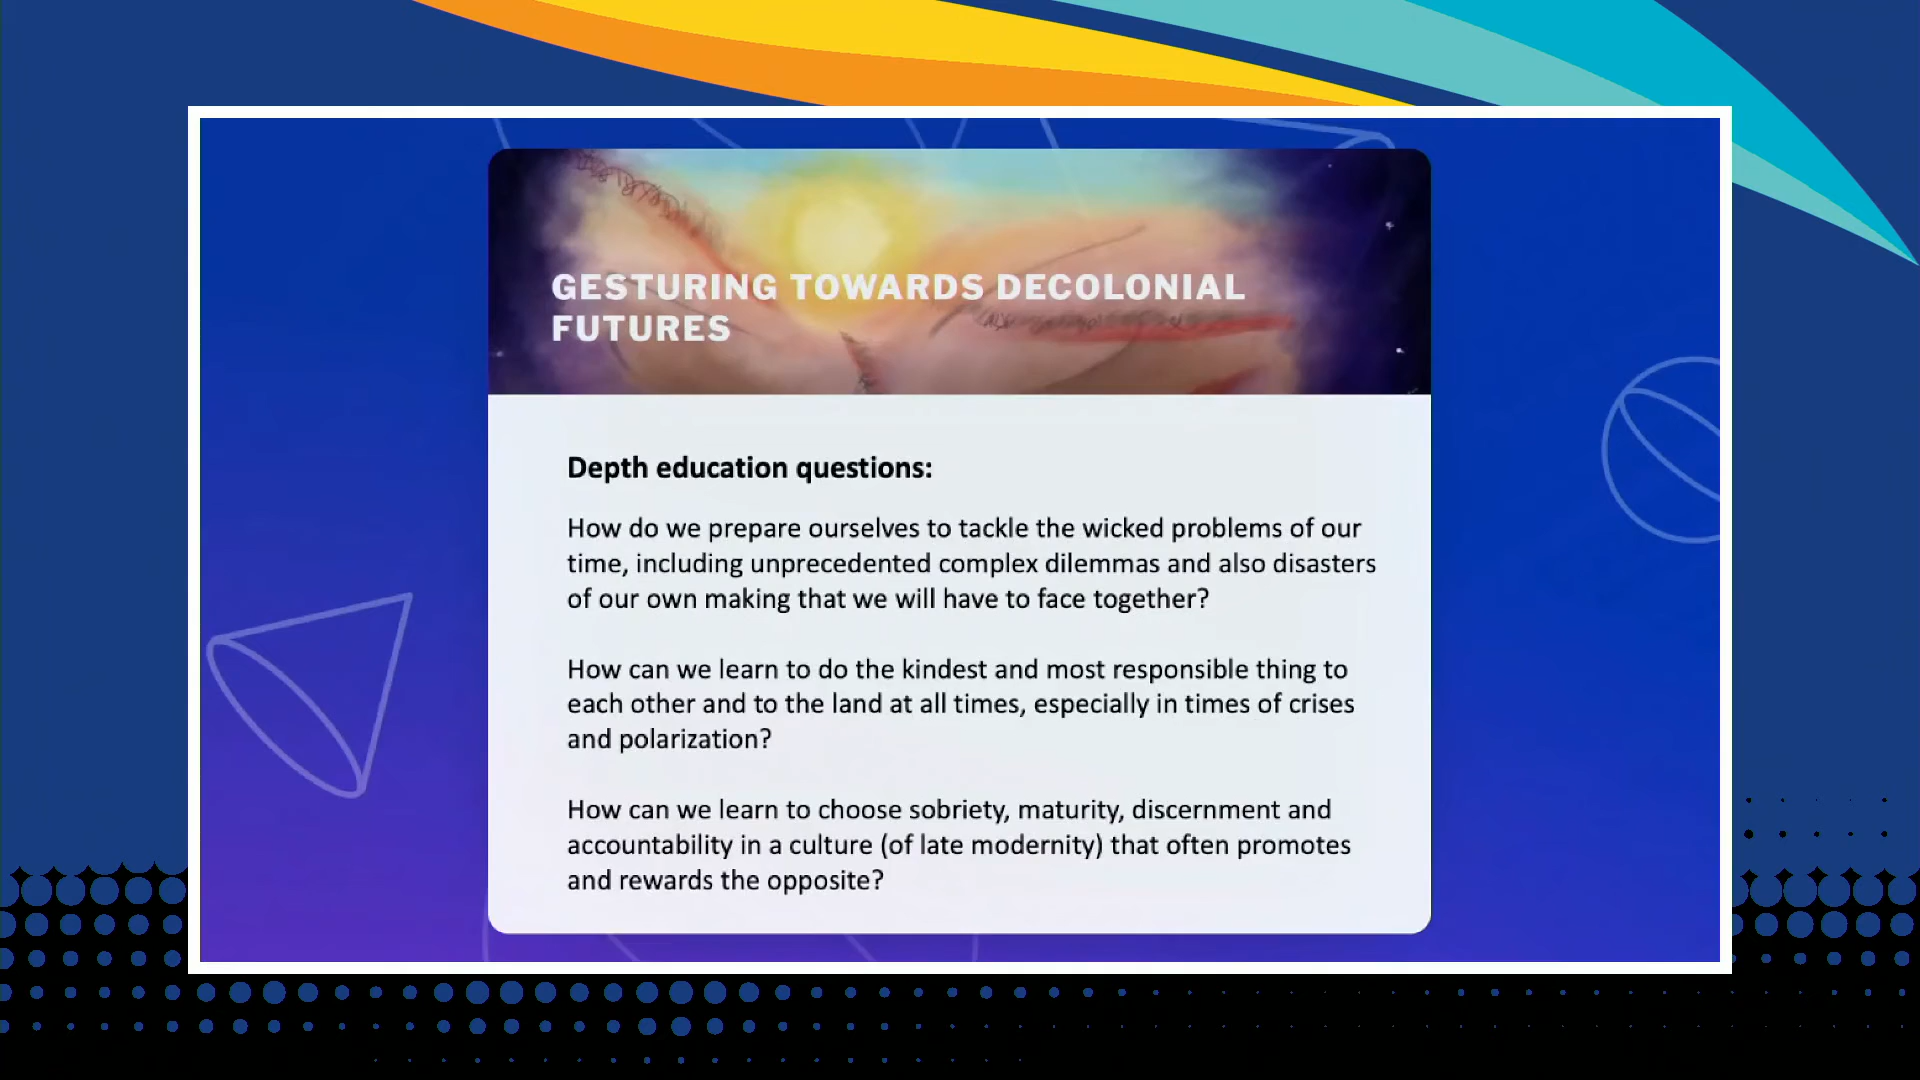 GESTURING TOWARDS DECOLONIAL
FUTURES
Depth education questions:
How do we prepare ourselves to tackle the wicked problems of our
time, including unprecedented complex dilemmas and also disasters
of our own making that we will have to face together?
How can we learn to do the kindest and most responsible thing to
each other and to the land at all times, especially in times of crises
and polarization?
How can we learn to choose sobriety, maturity, discernment and
accountability in a culture (of late modernity) that often promotes
and rewards the opposite?